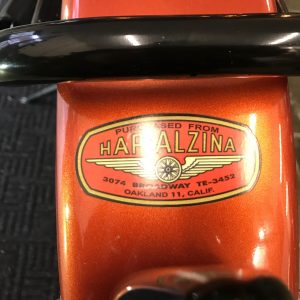 PURCHASED FROM
HAP ALZINA
3074 BROADWAY TE-3452
OAKLAND 11, CALIF.